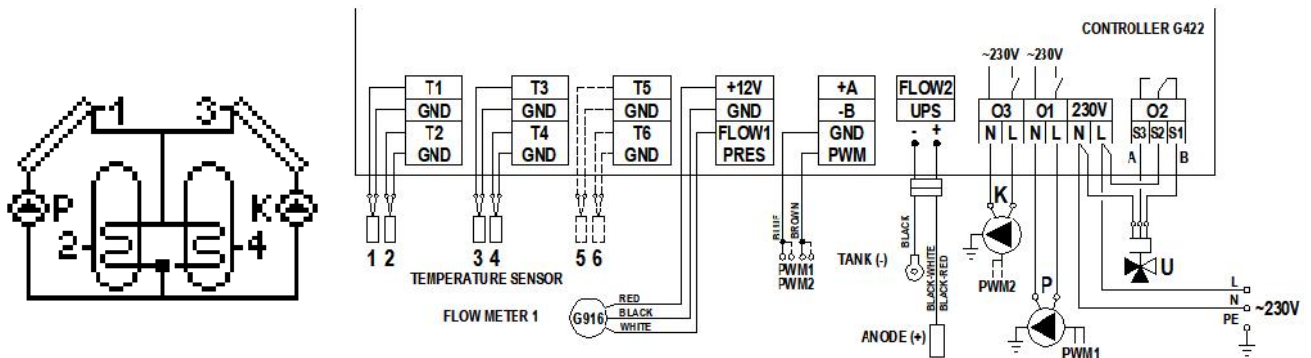 1 3
P K
2 4
CONTROLLER G422
~230V ~230V
T1 T3 T5 +12V +A FLOW2 O3 O1 230V O2
GND GND GND GND -B UPS N L N L N L S3 S2 S1
T2 T4 T6 FLOW1 GND - + A B
GND GND GND PRES PWM
K
BLUE BROWN BLACK BLACK-WHITE BLACK-RED
1 2 3 4 5 6
PWM1
PWM2
TANK (-)
PWM2
P
U
TEMPERATURE SENSOR
L
N
~230V
PE
FLOW METER 1
G916
RED
BLACK
WHITE
ANODE (+)
PWM1